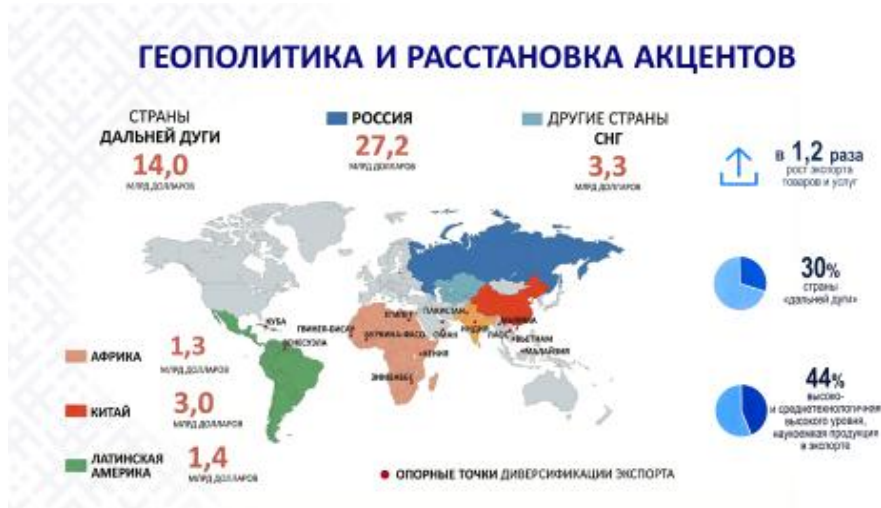 ГЕОПОЛИТИКА И РАССТАНОВКА АКЦЕНТОВ
СТРАНЫ
ДАЛЬНЕЙ ДУГИ
14,0
МЛРД ДОЛЛАРОВ
РОССИЯ
27,2
МЛРД ДОЛЛАРОВ
ДРУГИЕ СТРАНЫ
СНГ
3,3
МЛРД ДОЛЛАРОВ
в 1,2 раза
рост экспорта
товаров и услуг
30%
страны
«дальней дуги»
44%
высоко-
и среднетехнологичная
высокого уровня,
наукоемкая продукция
в экспорте
КУБА
ВЕНЕСУЭЛА
ГВИНЕЯ-БИСАУ
БУРКИНА-ФАСО
ЕГИПЕТ
ПАКИСТАН
ОМАН
ИНДИЯ
ЛАОС
ВЬЕТНАМ
МАЛАЙЗИЯ
КЕНИЯ
ЗИМБАБВЕ
АФРИКА
1,3
МЛРД ДОЛЛАРОВ
КИТАЙ
3,0
МЛРД ДОЛЛАРОВ
ЛАТИНСКАЯ
АМЕРИКА
1,4
МЛРД ДОЛЛАРОВ
ОПОРНЫЕ ТОЧКИ ДИВЕРСИФИКАЦИИ ЭКСПОРТА